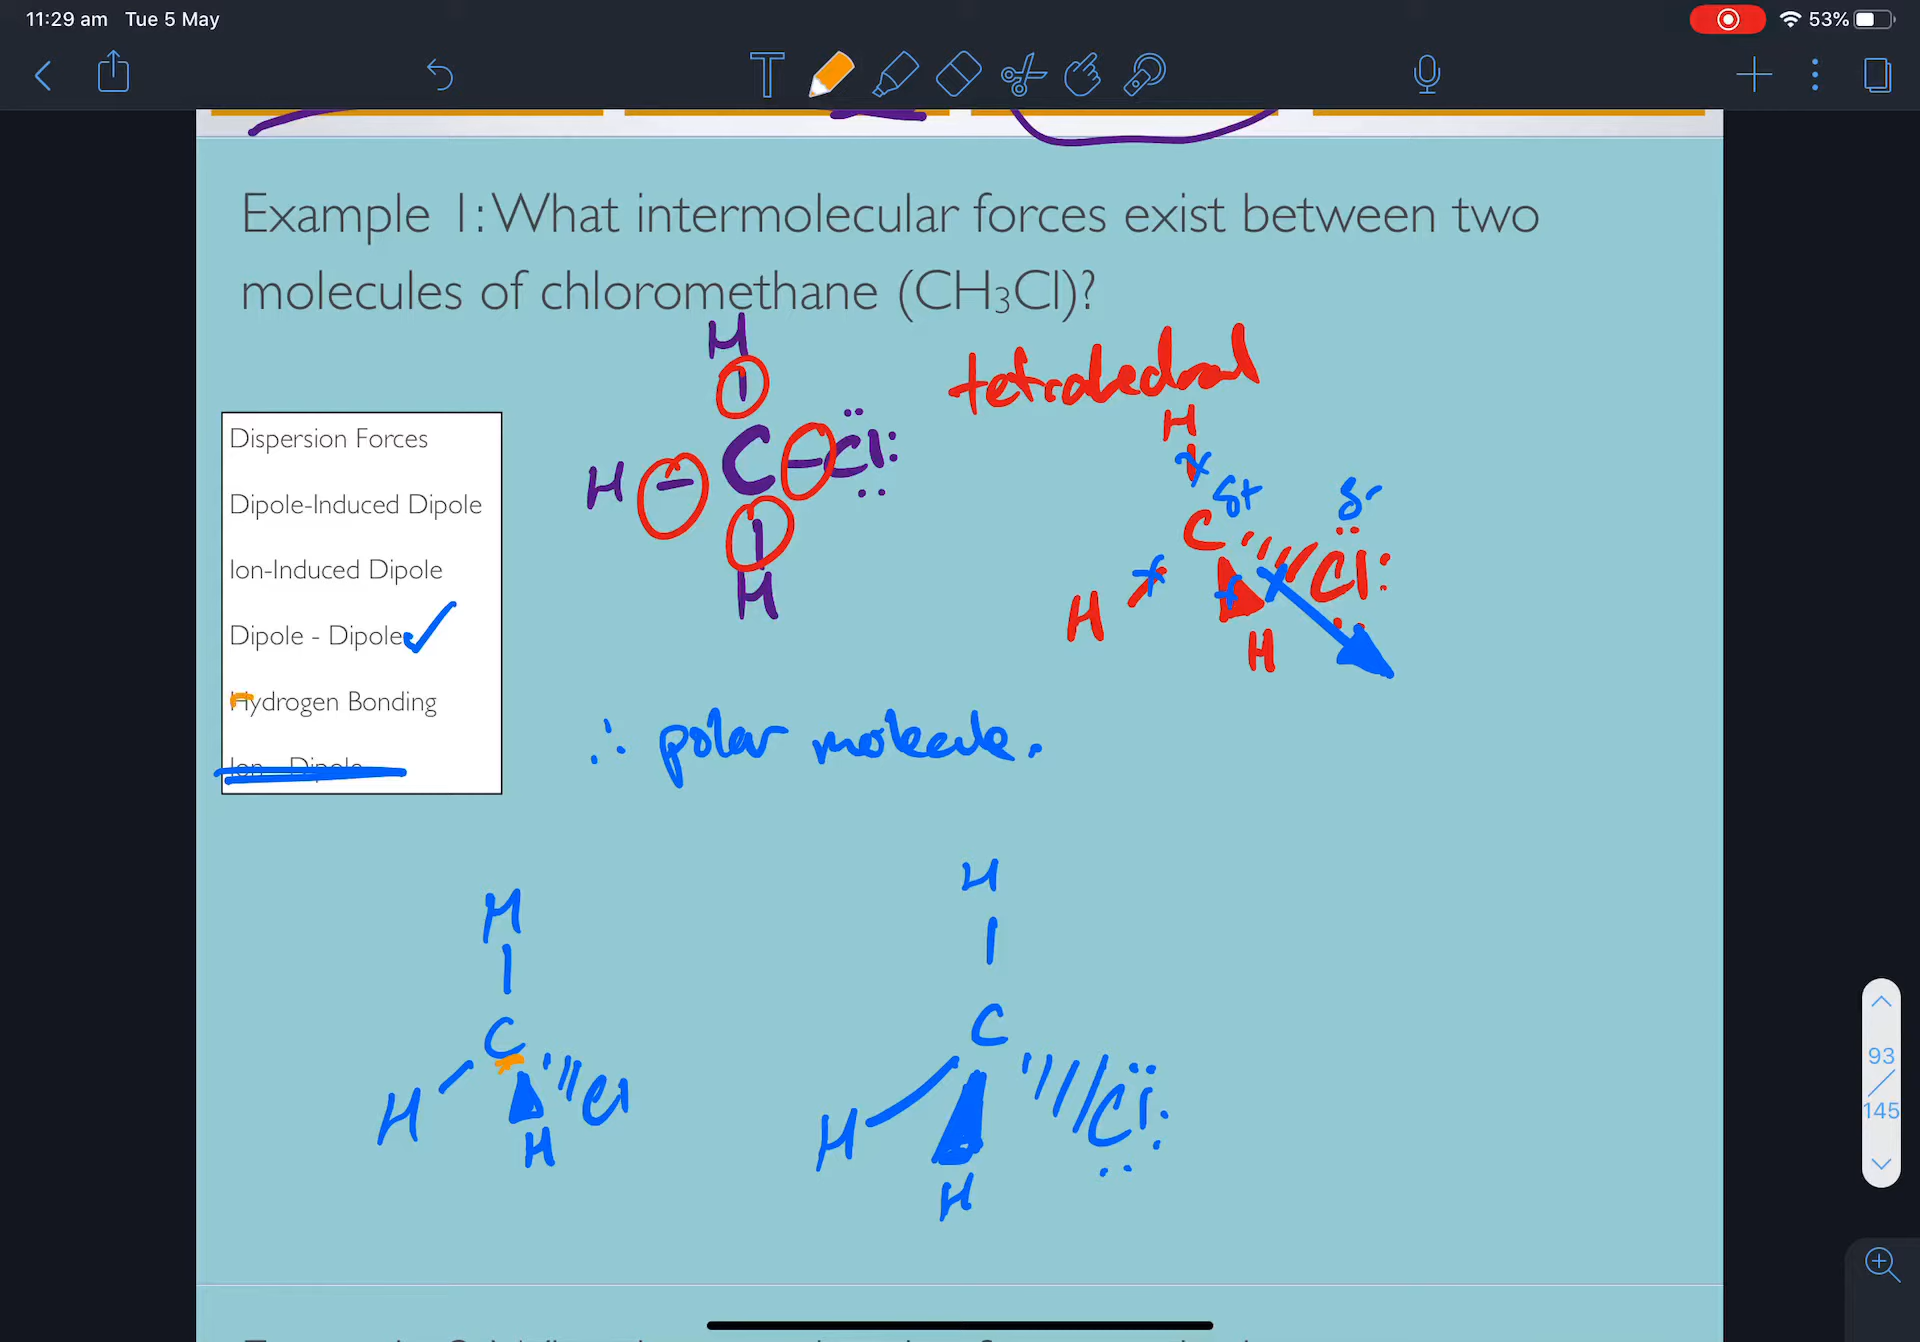 11:29 am Tue 5 May
53%
Example 1: What intermolecular forces exist between two
molecules of chloromethane (CH₃Cl)?
H
tetrahedral
Dispersion Forces
Dipole-Induced Dipole
Ion-Induced Dipole
Dipole - Dipole
Hydrogen Bonding
Ion - Dipole
H - C - Cl
H
H
δ+ δ-
C Cl
H
H
∴ polar molecule.
H
C
H Cl
H
H
C
H Cl
H
93
145